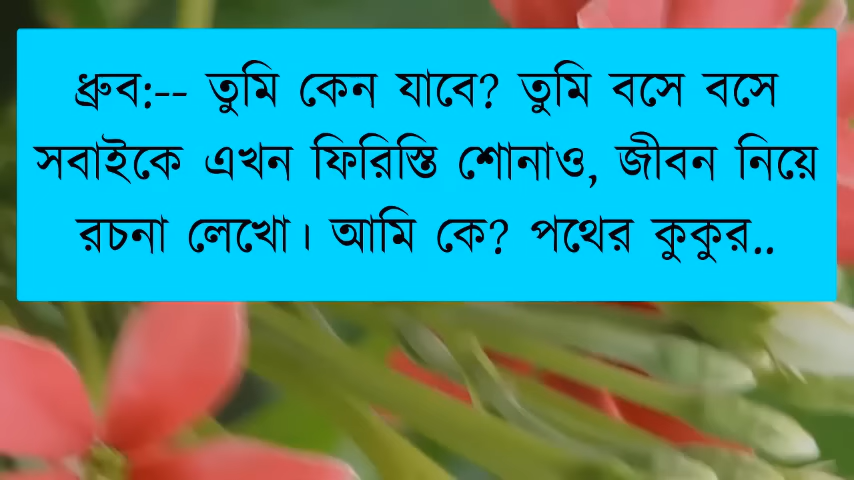 ধ্রুব:-- তুমি কেন যাবে? তুমি বসে বসে
সবাইকে এখন ফিরিস্তি শোনাও, জীবন নিয়ে
রচনা লেখো। আমি কে? পথের কুকুর..